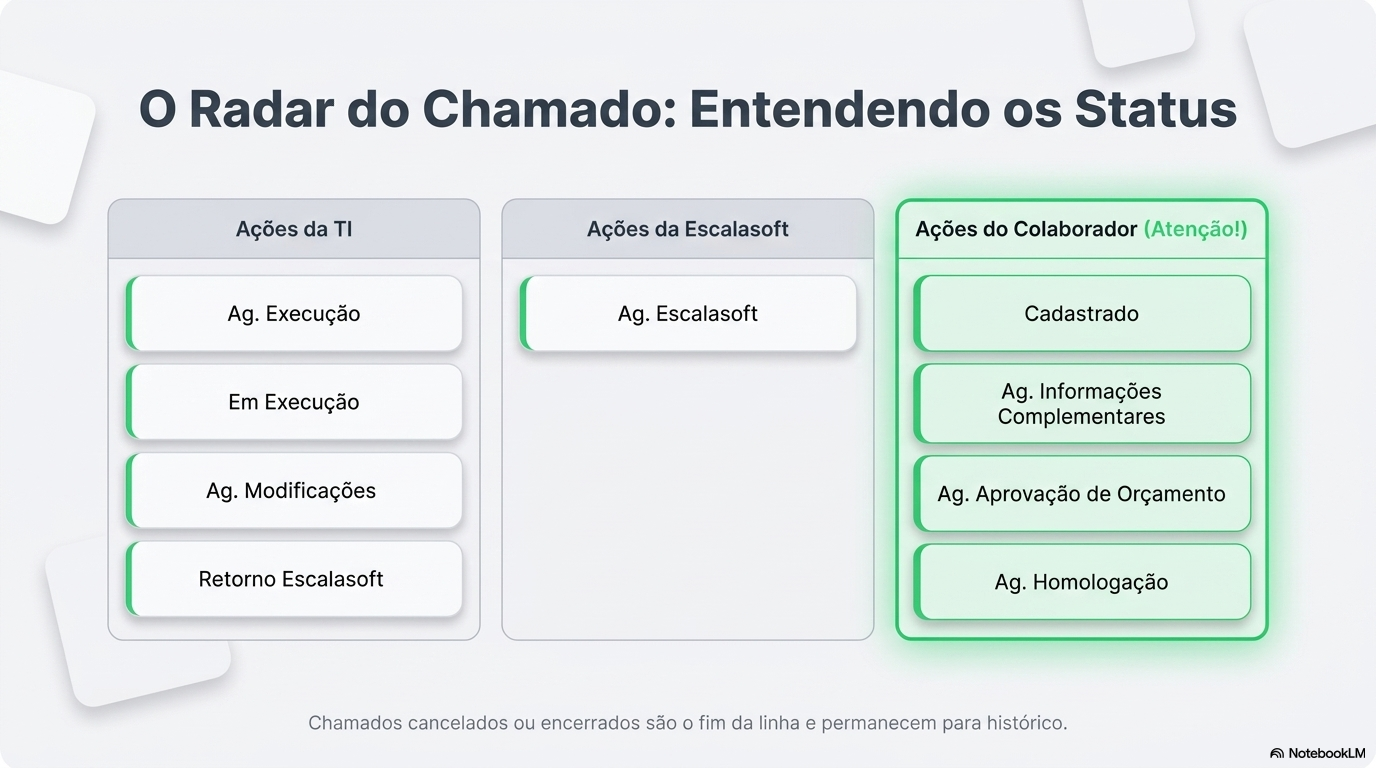 O Radar do Chamado: Entendendo os Status
Ações da TI
Ag. Execução
Em Execução
Ag. Modificações
Retorno Escalasoft
Ações da Escalasoft
Ag. Escalasoft
Ações do Colaborador (Atenção!)
Cadastrado
Ag. Informações
Complementares
Ag. Aprovação de Orçamento
Ag. Homologação
Chamados cancelados ou encerrados são o fim da linha e permanecem para histórico.
NotebookLM